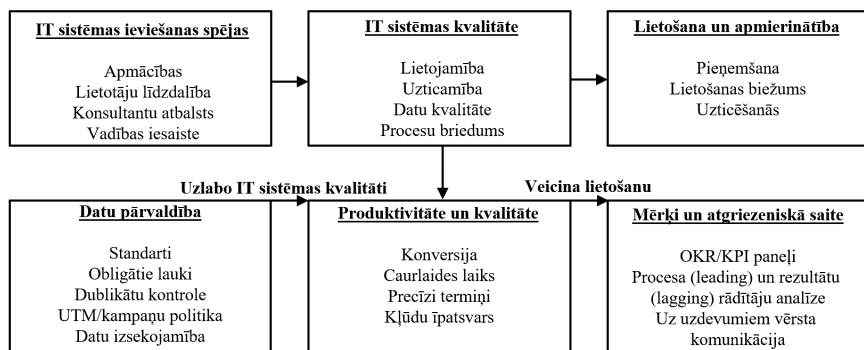 IT sistēmas ieviešanas spējas
Apmācības
Lietotāju līdzdalība
Konsultantu atbalsts
Vadības iesaiste
IT sistēmas kvalitāte
Lietojamība
Uzticamība
Datu kvalitāte
Procesu briedums
Lietošana un apmierinātība
Pieņemšana
Lietošanas biežums
Uzticēšanās
Uzlabo IT sistēmas kvalitāti
Veicina lietošanu
Datu pārvaldība
Standarti
Obligātie lauki
Dublikātu kontrole
UTM/kampaņu politika
Datu izsekojamība
Produktivitāte un kvalitāte
Konversija
Caurlaides laiks
Precīzi termiņi
Kļūdu īpatsvars
Mērķi un atgriezeniskā saite
OKR/KPI paneļi
Procesa (leading) un rezultātu
(lagging) rādītāju analīze
Uz uzdevumiem vērsta
komunikācija